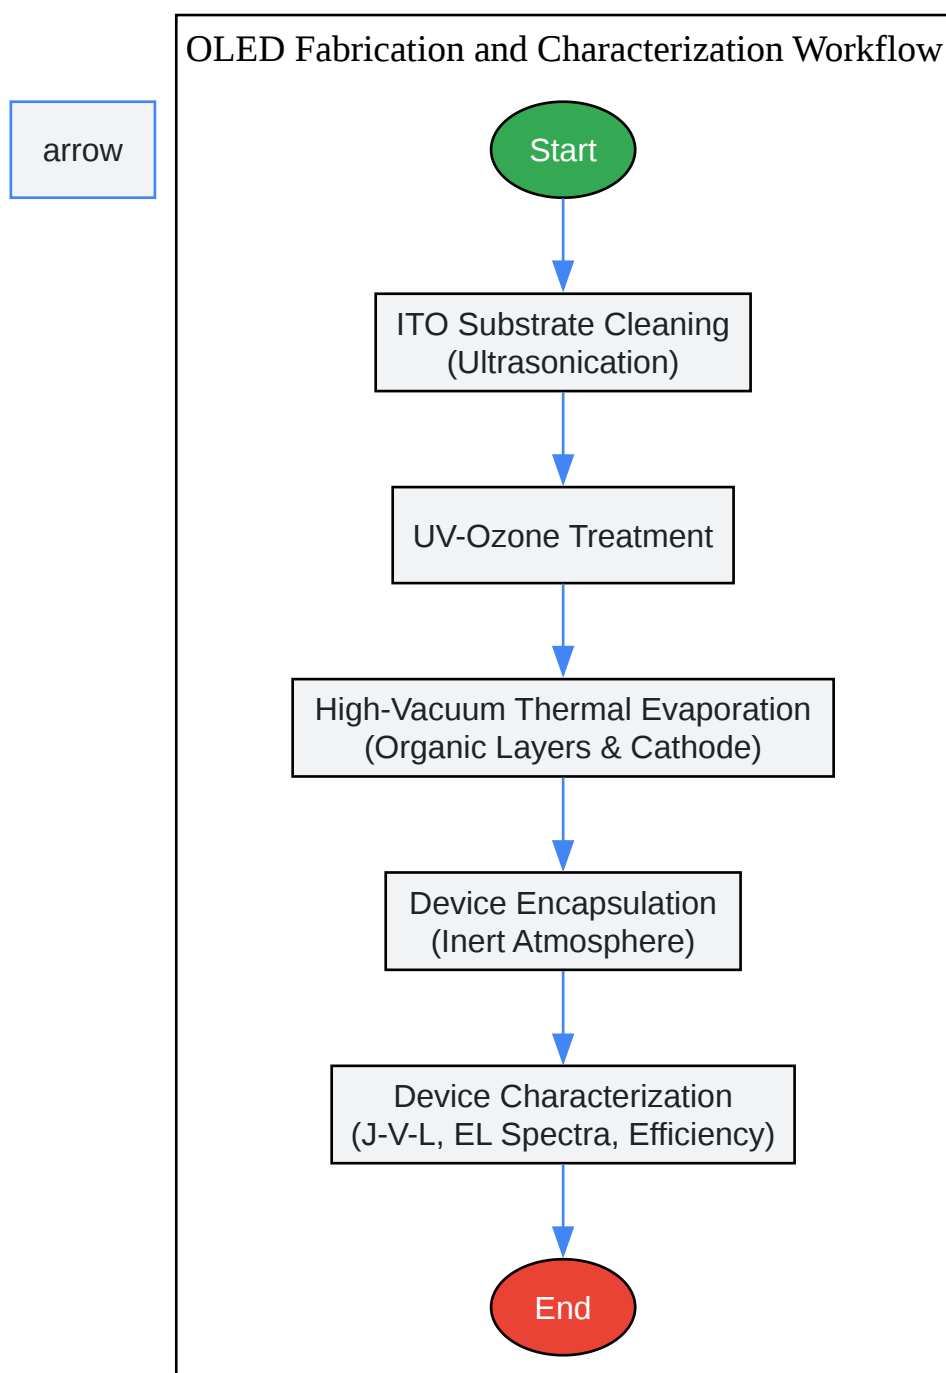 OLED Fabrication and Characterization Workflow
arrow
Start
ITO Substrate Cleaning
(Ultrasonication)
UV-Ozone Treatment
High-Vacuum Thermal Evaporation
(Organic Layers & Cathode)
Device Encapsulation
(Inert Atmosphere)
Device Characterization
(J-V-L, EL Spectra, Efficiency)
End